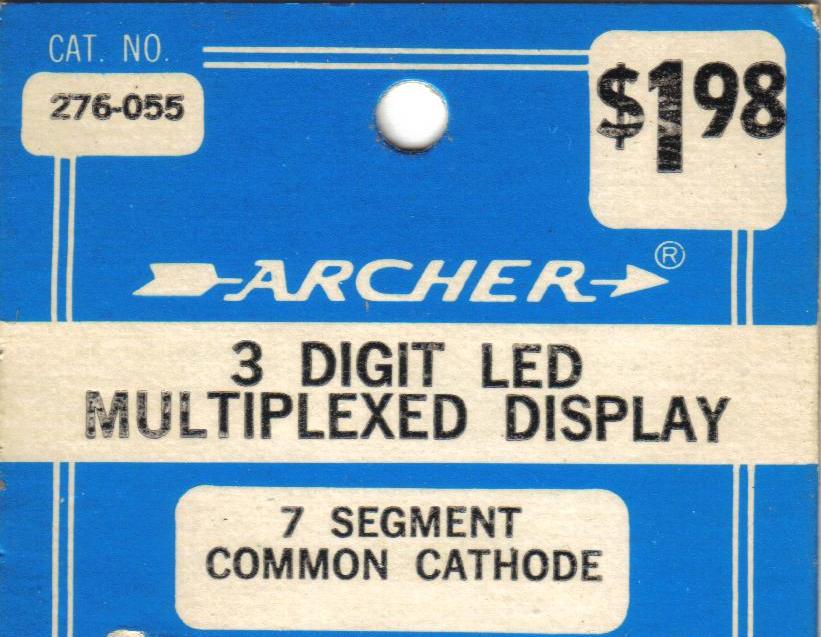 CAT. NO.
276-055
$1.98
ARCHER®
3 DIGIT LED
MULTIPLEXED DISPLAY
7 SEGMENT
COMMON CATHODE